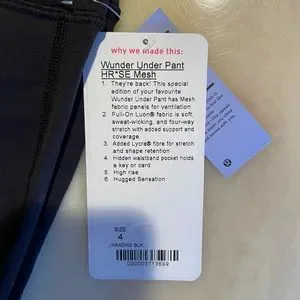 why we made this:
Wunder Under Pant
HR*SE Mesh
1. They're back! This special
edition of your favourite
Wunder Under Pant has Mesh
fabric panels for ventilation
2. Full-On Luon® fabric is soft,
sweat-wicking, and four-way
stretch with added support and
coverage
3. Added Lycra® fibre for stretch
and shape retention
4. Hidden waistband pocket holds
a key or card
5. High rise
6. Hugged Sensation
SIZE
4
LW5ADWS BLK